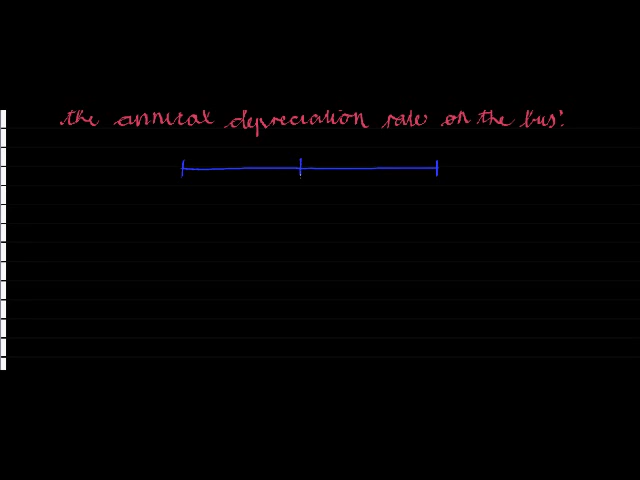 the annual depreciation rate on the bus?